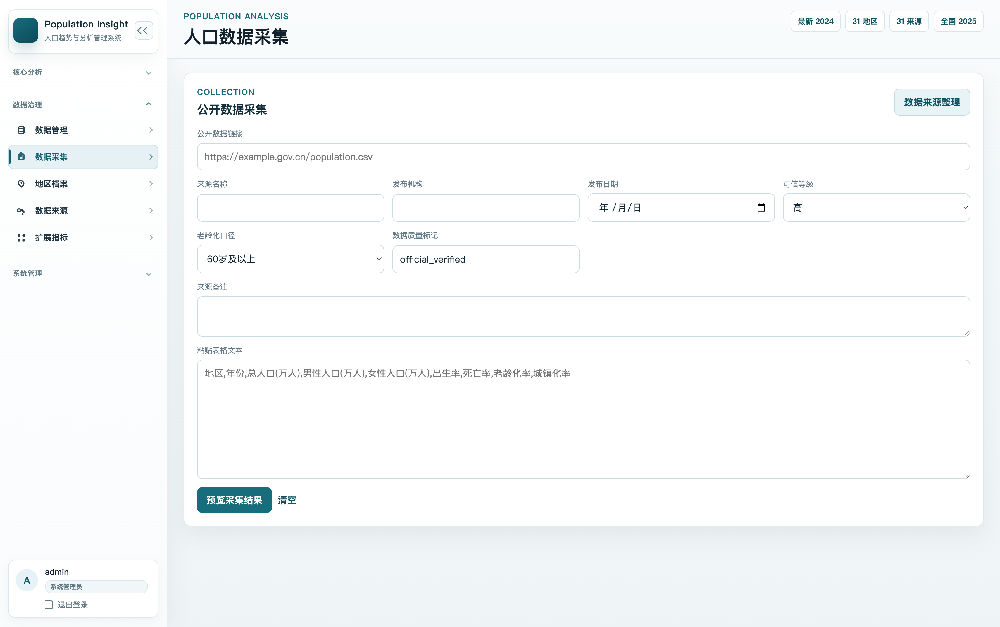 Population Insight
人口趋势与分析管理系统
核心分析
数据治理
数据管理
数据采集
地区档案
数据来源
扩展指标
系统管理
A
admin
系统管理员
退出登录
POPULATION ANALYSIS
人口数据采集
最新 2024
31 地区
31 来源
全国 2025
COLLECTION
公开数据采集
数据来源整理
公开数据链接
https://example.gov.cn/population.csv
来源名称
发布机构
发布日期
可信等级
年 /月/日
高
老龄化口径
数据质量标记
60岁及以上
official_verified
来源备注
粘贴表格文本
地区,年份,总人口(万人),男性人口(万人),女性人口(万人),出生率,死亡率,老龄化率,城镇化率
预览采集结果
清空